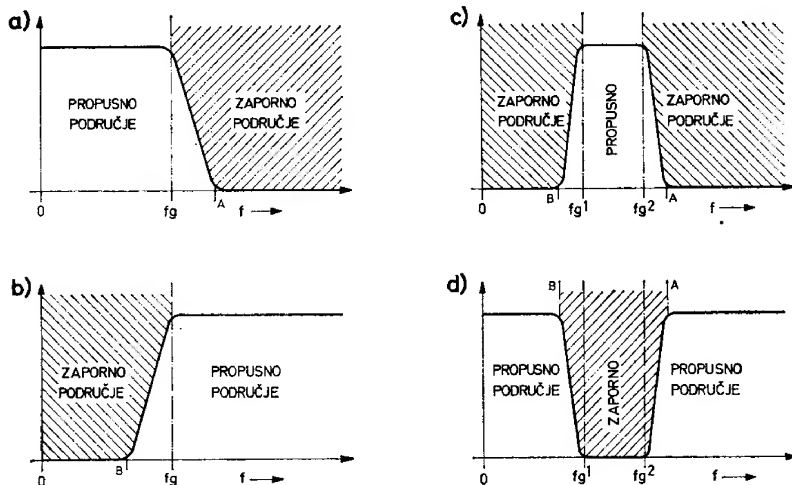 a)
PROPUSNO
PODRUČJE
ZAPORNO
PODRUČJE
0
fg
A
f
c)
ZAPORNO
PODRUČJE
PROPUSNO
ZAPORNO
PODRUČJE
0
B
fg1
fg2
A
f
b)
ZAPORNO
PODRUČJE
PROPUSNO
PODRUČJE
0
B
fg
f
d)
B
A
PROPUSNO
PODRUČJE
ZAPORNO
PROPUSNO
PODRUČJE
0
fg1
fg2
f